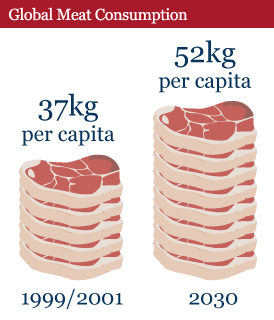 Global Meat Consumption
37kg
per capita
52kg
per capita
1999/2001
2030